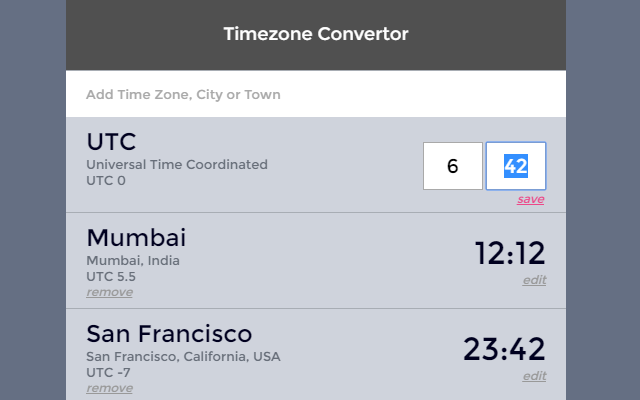 Timezone Convertor
Add Time Zone, City or Town
UTC
Universal Time Coordinated
UTC 0
6 42
save
Mumbai
Mumbai, India
UTC 5.5
remove
12:12
edit
San Francisco
San Francisco, California, USA
UTC -7
remove
23:42
edit